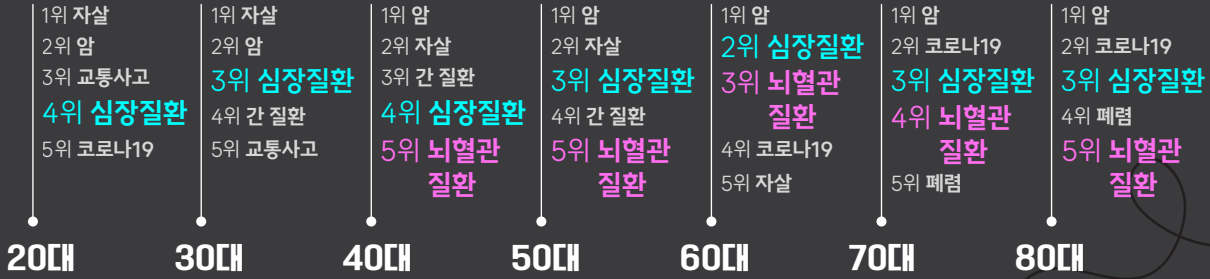 1위 자살
2위 암
3위 교통사고
4위 심장질환
5위 코로나19
20대
1위 자살
2위 암
3위 심장질환
4위 간 질환
5위 교통사고
30대
1위 암
2위 자살
3위 간 질환
4위 심장질환
5위 뇌혈관
질환
40대
1위 암
2위 자살
3위 심장질환
4위 간 질환
5위 뇌혈관
질환
50대
1위 암
2위 심장질환
3위 뇌혈관
질환
4위 코로나19
5위 자살
60대
1위 암
2위 코로나19
3위 심장질환
4위 뇌혈관
질환
5위 폐렴
70대
1위 암
2위 코로나19
3위 심장질환
4위 폐렴
5위 뇌혈관
질환
80대